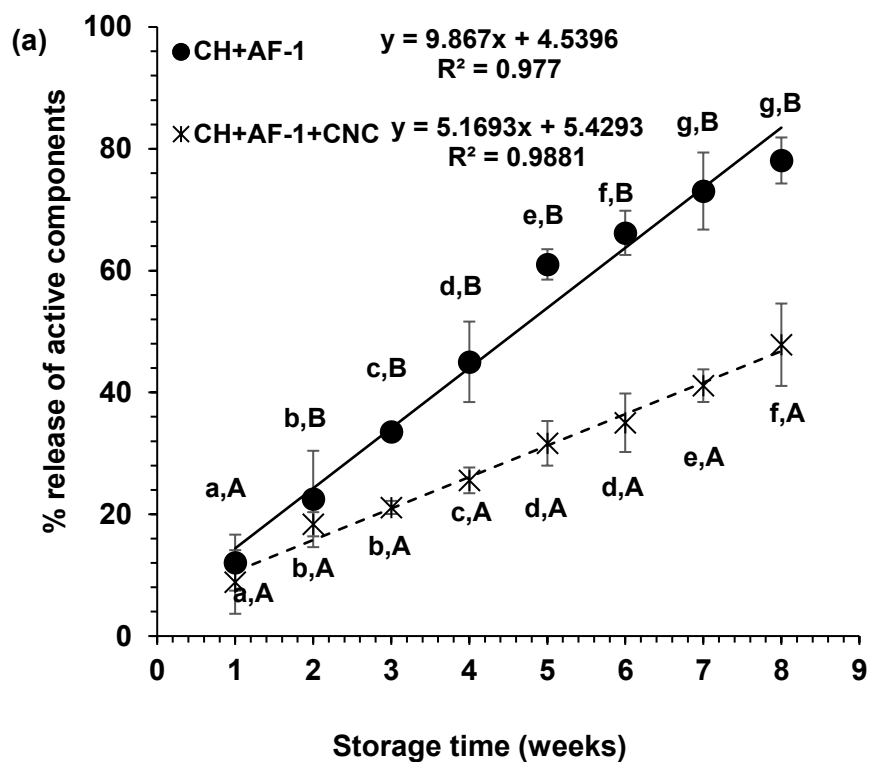 (a)
CH+AF-1
y = 9.867x + 4.5396
R² = 0.977
CH+AF-1+CNC
y = 5.1693x + 5.4293
R² = 0.9881
% release of active components
100
80
60
40
20
0
a,A
b,B
c,B
d,B
e,B
f,B
g,B
g,B
a,A
b,A
b,A
c,A
d,A
d,A
e,A
f,A
0 1 2 3 4 5 6 7 8 9
Storage time (weeks)